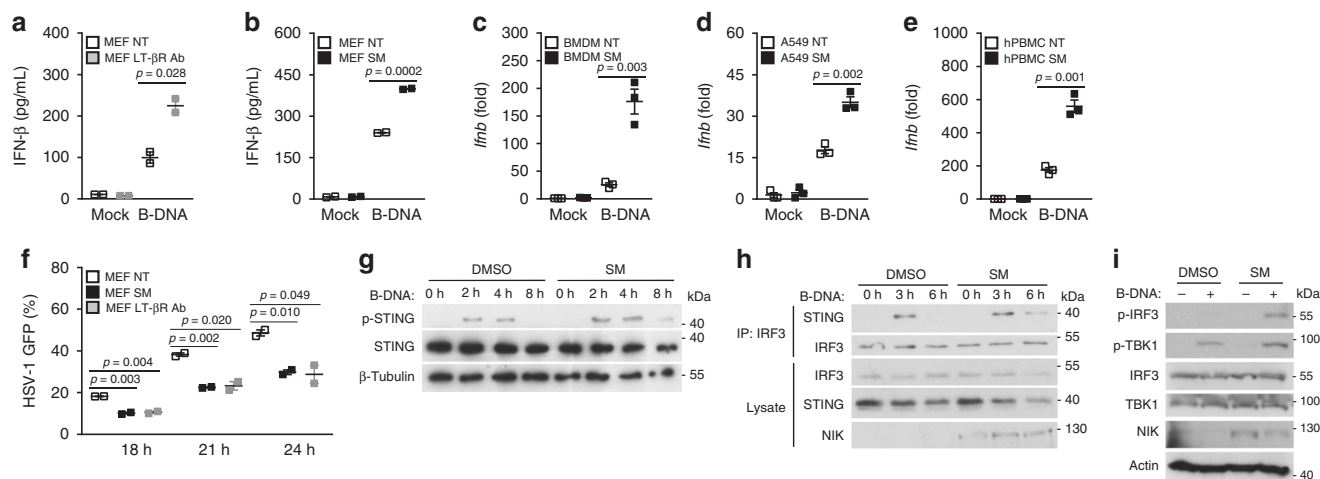 a
IFN-β (pg/mL)
400
300
200
100
0
MEF NT
MEF LT-βR Ab
p = 0.028
Mock B-DNA
b
IFN-β (pg/mL)
600
450
300
150
0
MEF NT
MEF SM
p = 0.0002
Mock B-DNA
c
Ifnb (fold)
300
250
200
150
100
50
0
BMDM NT
BMDM SM
p = 0.003
Mock B-DNA
d
Ifnb (fold)
60
45
30
15
0
A549 NT
A549 SM
p = 0.002
Mock B-DNA
e
Ifnb (fold)
1000
800
600
400
200
0
hPBMC NT
hPBMC SM
p = 0.001
Mock B-DNA
f
HSV-1 GFP (%)
80
60
40
20
0
MEF NT
MEF SM
MEF LT-βR Ab
p = 0.049
p = 0.010
p = 0.020
p = 0.002
p = 0.004
p = 0.003
18 h 21 h 24 h
g
DMSO SM
B-DNA: 0 h 2 h 4 h 8 h 0 h 2 h 4 h 8 h kDa
p-STING
40
STING
40
β-Tubulin
55
h
DMSO SM
B-DNA: 0 h 3 h 6 h 0 h 3 h 6 h kDa
IP: IRF3
STING
40
55
IRF3
35
Lysate
IRF3
55
STING
40
NIK
130
i
DMSO SM
B-DNA: – + – + kDa
p-IRF3
55
p-TBK1
100
IRF3
55
TBK1
100
NIK
130
Actin
40